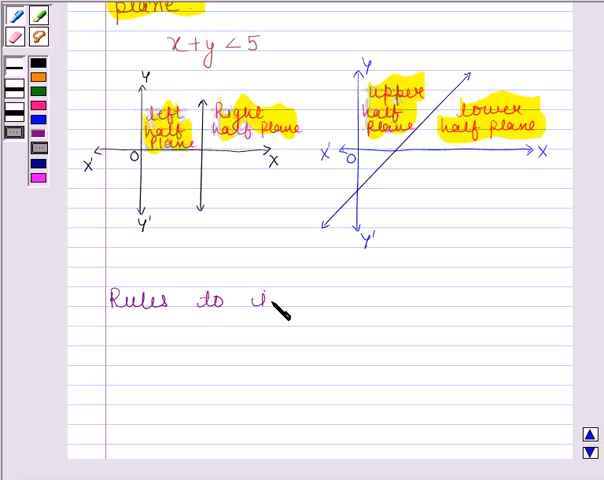 plane.
x+y < 5
Y
left
half
plane
Right
half plane
X'
O
X
Y'
Y
upper
half
plane
lower
half plane
X'
O
X
Y'
Rules to i